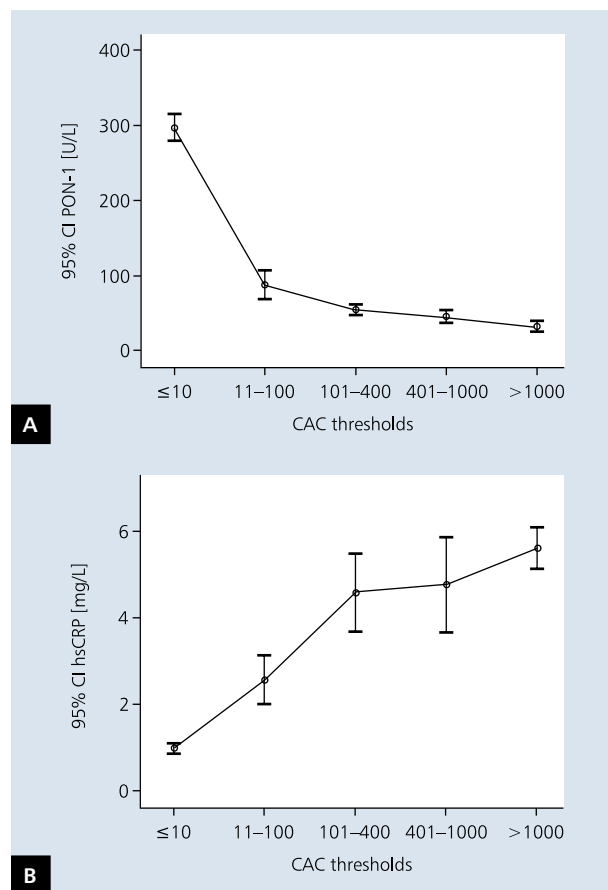 400
300
200
100
0
95% CI PON-1 [U/L]
≤10 11–100 101–400 401–1000 >1000
CAC thresholds
A
6
4
2
0
95% CI hsCRP [mg/L]
≤10 11–100 101–400 401–1000 >1000
CAC thresholds
B